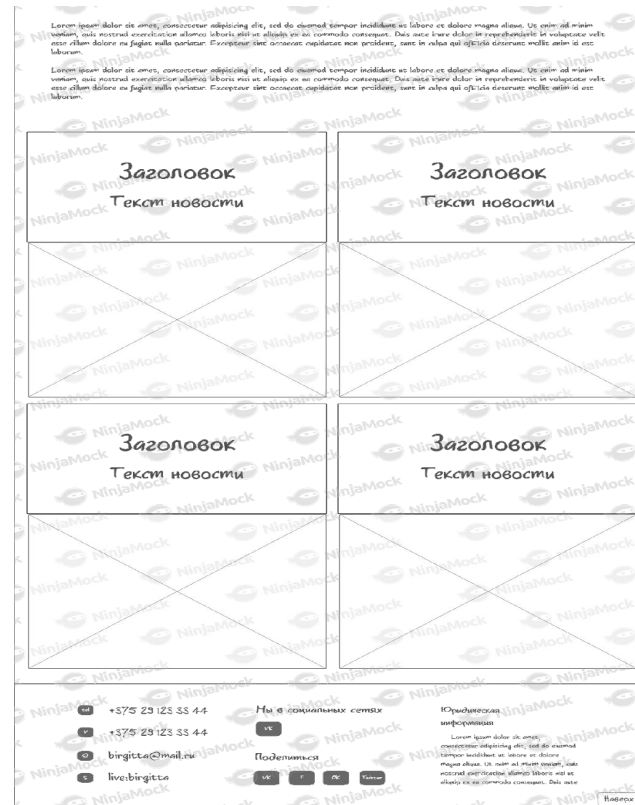 Lorem ipsum dolor sit amet, consectetur adipisicing elit, sed do eiusmod tempor incididunt ut labore et dolore magna aliqua. Ut enim ad minim
veniam, quis nostrud exercitation ullamco laboris nisi ut aliquip ex ea commodo consequat. Duis aute irure dolor in reprehenderit in voluptate velit
esse cillum dolore eu fugiat nulla pariatur. Excepteur sint occaecat cupidatat non proident, sunt in culpa qui officia deserunt mollit anim id est
laborum.
Lorem ipsum dolor sit amet, consectetur adipisicing elit, sed do eiusmod tempor incididunt ut labore et dolore magna aliqua. Ut enim ad minim
veniam, quis nostrud exercitation ullamco laboris nisi ut aliquip ex ea commodo consequat. Duis aute irure dolor in reprehenderit in voluptate velit
esse cillum dolore eu fugiat nulla pariatur. Excepteur sint occaecat cupidatat non proident, sunt in culpa qui officia deserunt mollit anim id est
laborum.
Заголовок
Текст новости
Заголовок
Текст новости
Заголовок
Текст новости
Заголовок
Текст новости
+375 29 123 33 44
+375 29 123 33 44
birgitta@mail.ru
live:birgitta
Мы в социальных сетях
VK
Поделиться
VK F OK Twitter
Юридическая
информация
Lorem ipsum dolor sit amet,
consectetur adipisicing elit, sed do eiusmod
tempor incididunt ut labore et dolore
magna aliqua. Ut enim ad minim veniam, quis
nostrud exercitation ullamco laboris nisi ut
aliquip ex ea commodo consequat. Duis aute
NinjaMock